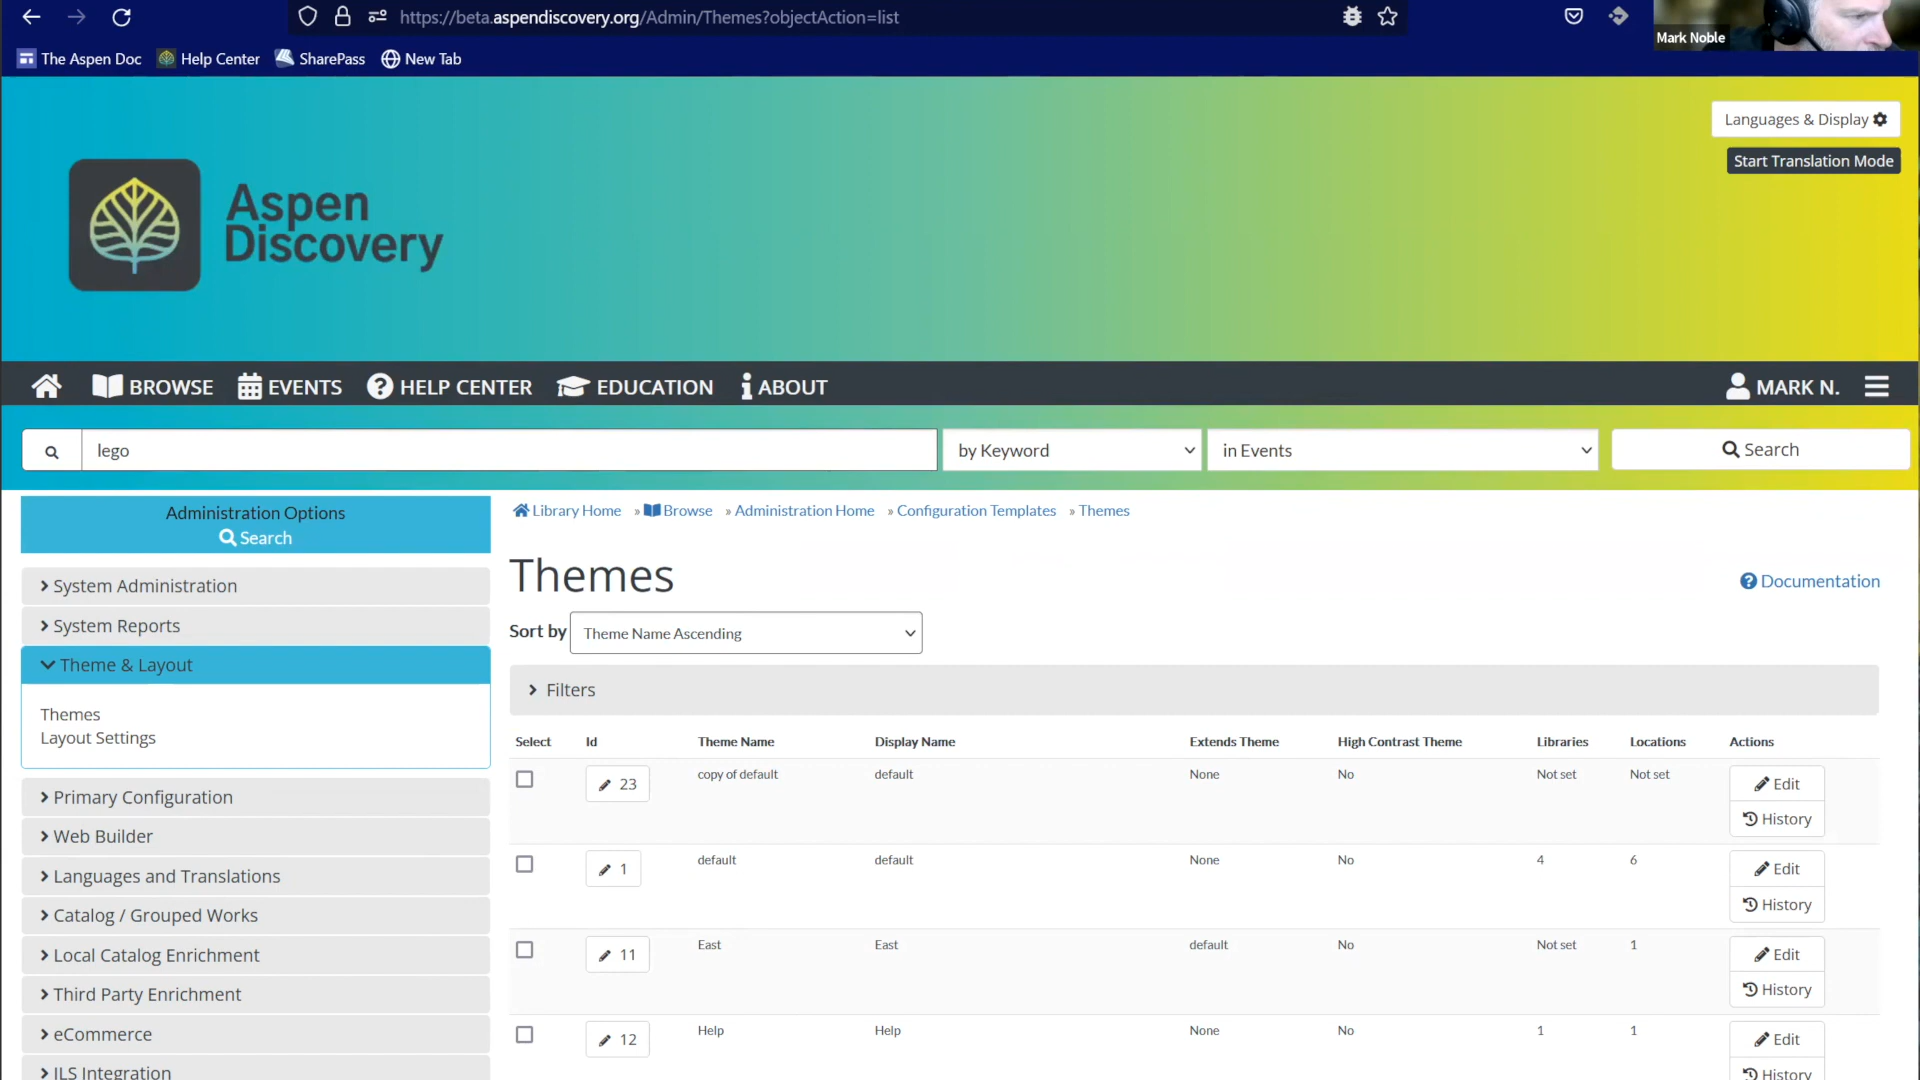 https://beta.aspendiscovery.org/Admin/Themes?objectAction=list
Mark Noble
The Aspen Doc
Help Center
SharePass
New Tab
Languages & Display
Start Translation Mode
Aspen
Discovery
BROWSE
EVENTS
HELP CENTER
EDUCATION
ABOUT
MARK N.
lego
by Keyword
in Events
Search
Administration Options
Search
System Administration
System Reports
Theme & Layout
Themes
Layout Settings
Primary Configuration
Web Builder
Languages and Translations
Catalog / Grouped Works
Local Catalog Enrichment
Third Party Enrichment
eCommerce
ILS Integration
Library Home » Browse » Administration Home » Configuration Templates » Themes
Themes
Documentation
Sort by Theme Name Ascending
Filters
Select Id Theme Name Display Name Extends Theme High Contrast Theme Libraries Locations Actions
23 copy of default default None No Not set Not set Edit
History
1 default default None No 4 6 Edit
History
11 East East default No Not set 1 Edit
History
12 Help Help None No 1 1 Edit
History